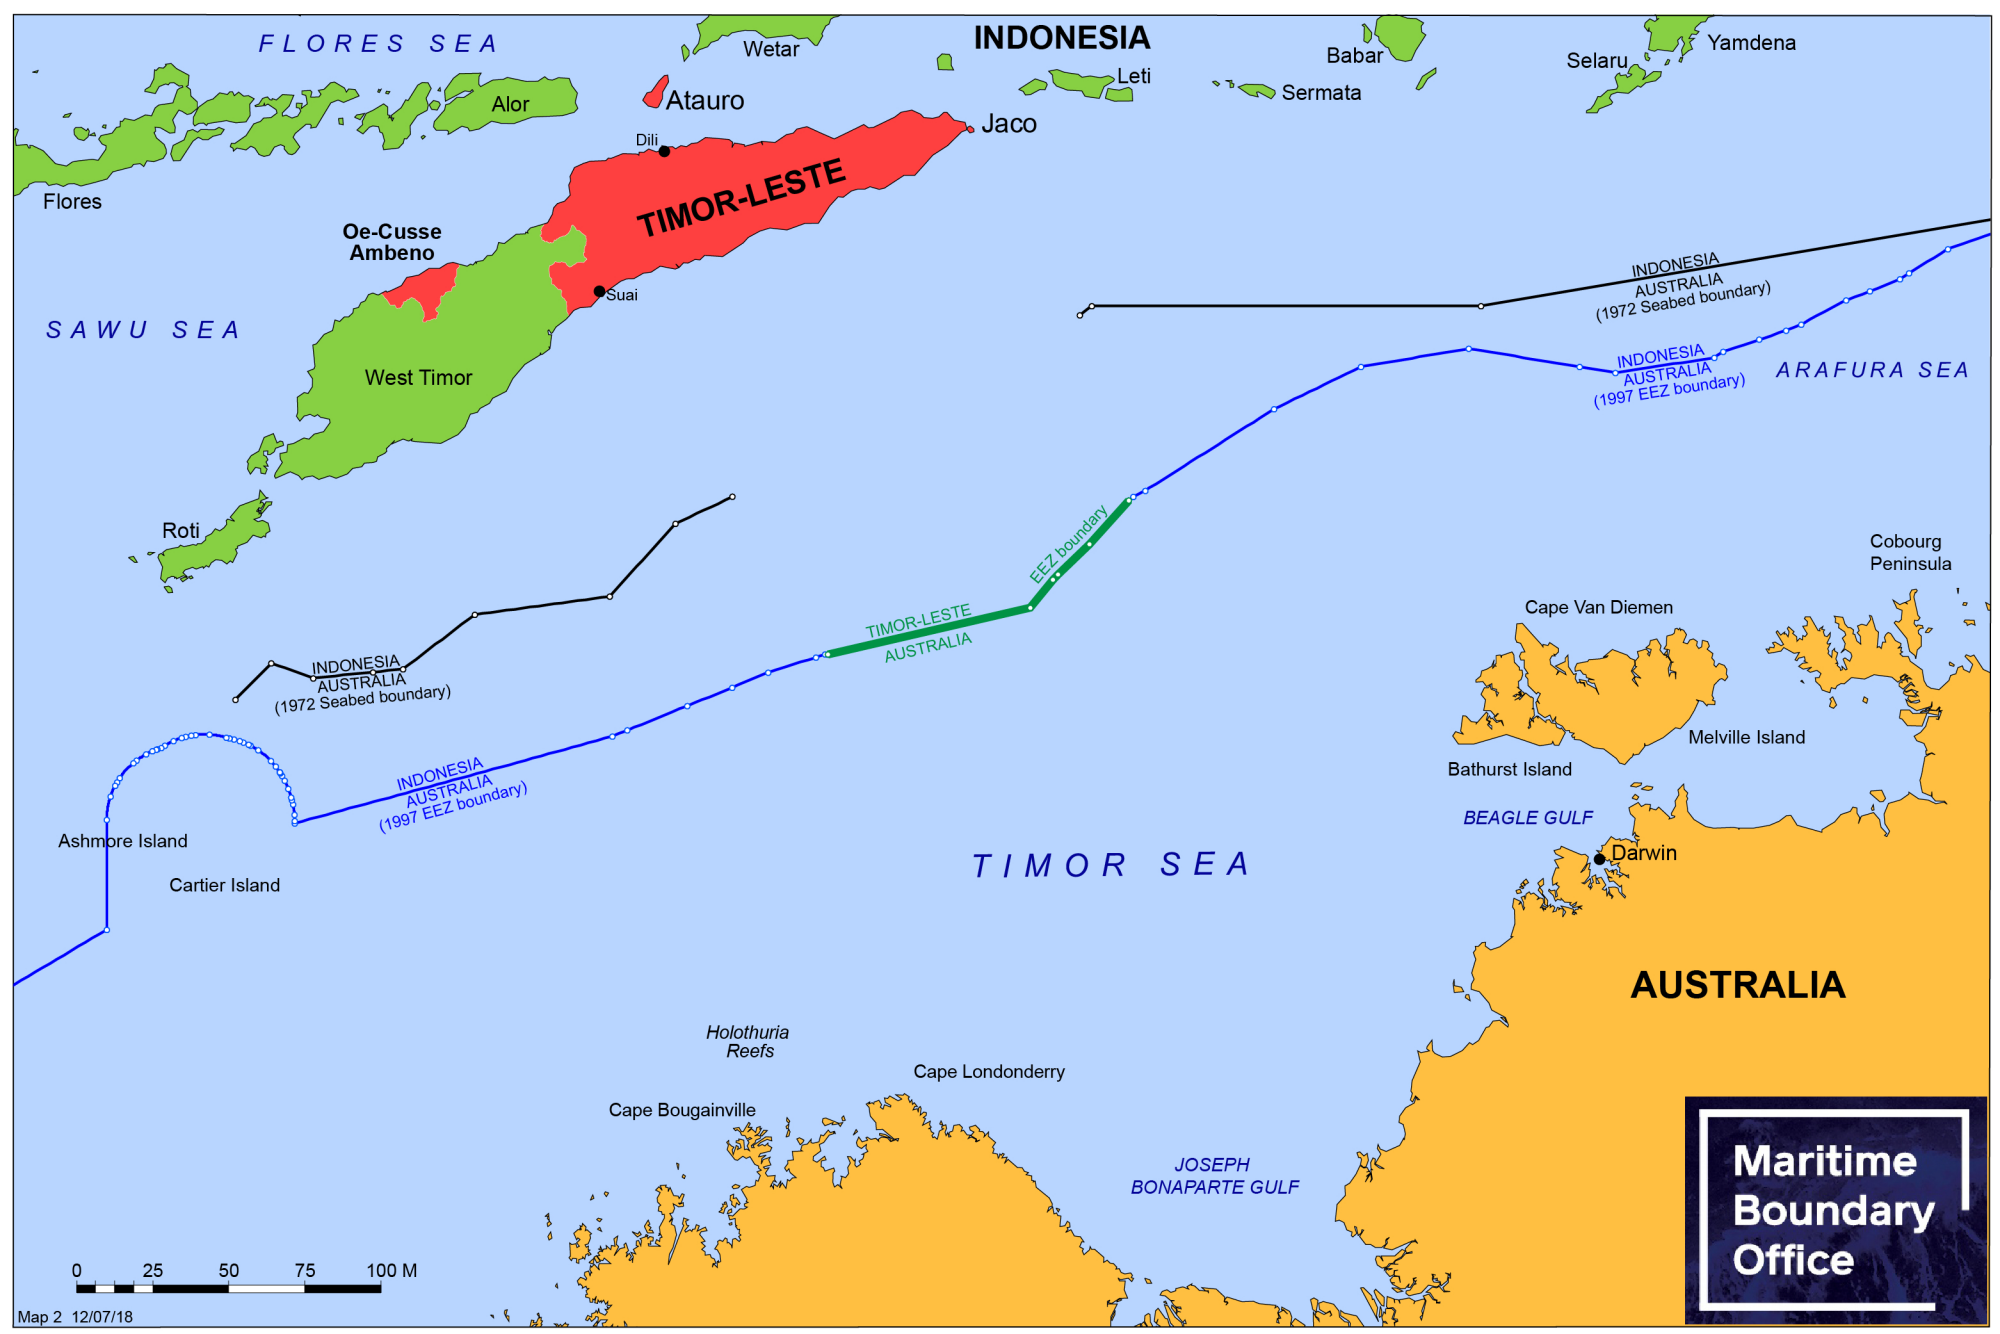 FLORES SEA
Wetar
INDONESIA
Babar
Selaru
Yamdena
Alor
Atauro
Leti
Sermata
Jaco
Dili
TIMOR-LESTE
Flores
Oe-Cusse
Ambeno
Suai
SAWU SEA
West Timor
INDONESIA
AUSTRALIA
(1972 Seabed boundary)
INDONESIA
AUSTRALIA
(1997 EEZ boundary)
ARAFURA SEA
Roti
EEZ boundary
TIMOR-LESTE
AUSTRALIA
Cobourg
Peninsula
Cape Van Diemen
INDONESIA
AUSTRALIA
(1972 Seabed boundary)
Melville Island
Bathurst Island
INDONESIA
AUSTRALIA
(1997 EEZ boundary)
BEAGLE GULF
Ashmore Island
Cartier Island
TIMOR SEA
Darwin
AUSTRALIA
Holothuria
Reefs
Cape Londonderry
Cape Bougainville
JOSEPH
BONAPARTE GULF
Maritime
Boundary
Office
0 25 50 75 100 M
Map 2 12/07/18